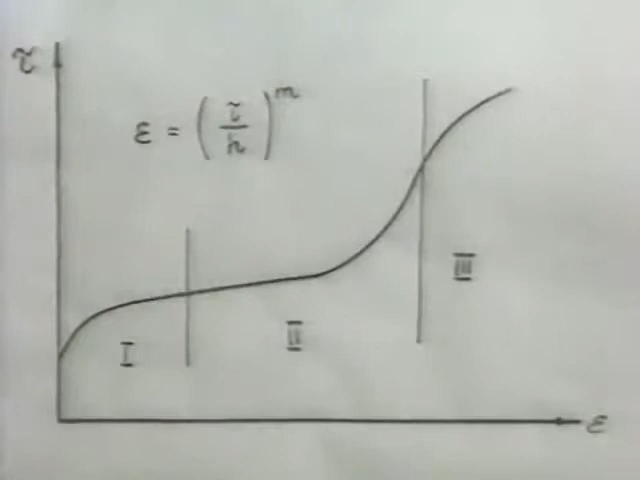 τ
ε = (τ/h)^m
I
II
III
ε